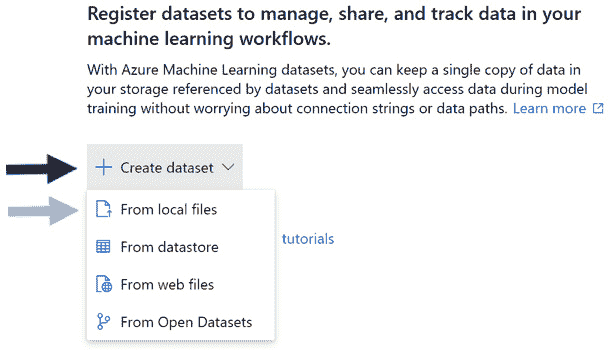 Register datasets to manage, share, and track data in your
machine learning workflows.
With Azure Machine Learning datasets, you can keep a single copy of data in
your storage referenced by datasets and seamlessly access data during model
training without worrying about connection strings or data paths. Learn more
+ Create dataset
From local files
From datastore
tutorials
From web files
From Open Datasets